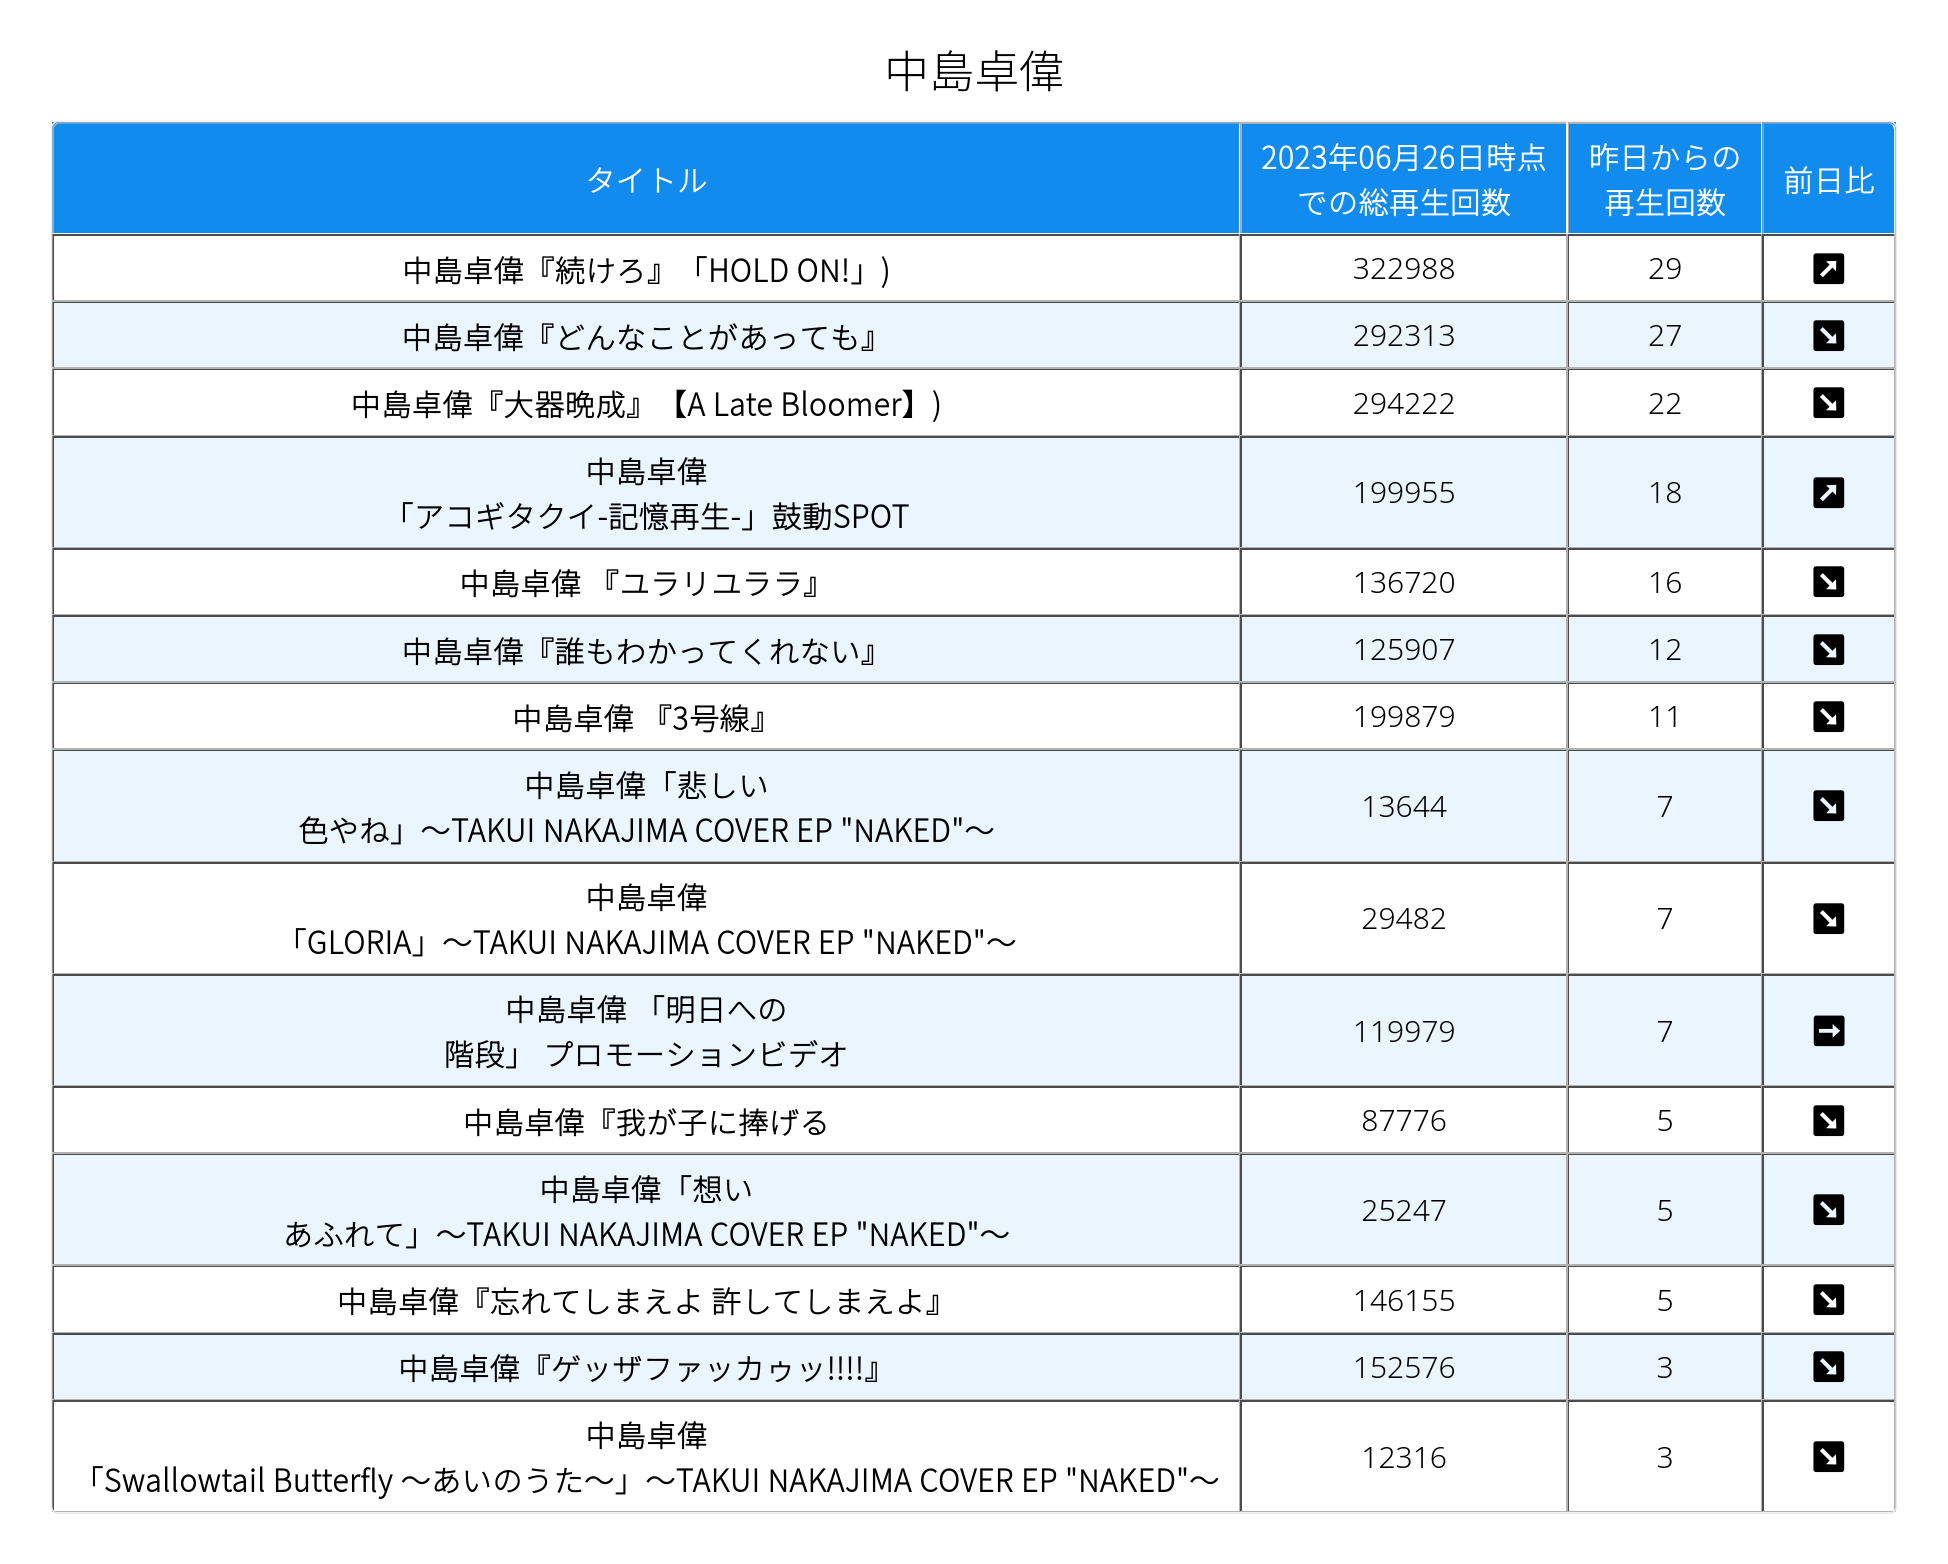 中島卓偉
タイトル
2023年06月26日時点
での総再生回数
昨日からの
再生回数
前日比
中島卓偉『続けろ』「HOLD ON!」)
322988
29
中島卓偉『どんなことがあっても』
292313
27
中島卓偉『大器晩成』【A Late Bloomer】)
294222
22
中島卓偉
「アコギタクイ-記憶再生-」鼓動SPOT
199955
18
中島卓偉 『ユラリユララ』
136720
16
中島卓偉『誰もわかってくれない』
125907
12
中島卓偉 『3号線』
199879
11
中島卓偉「悲しい
色やね」～TAKUI NAKAJIMA COVER EP "NAKED"～
13644
7
中島卓偉
「GLORIA」～TAKUI NAKAJIMA COVER EP "NAKED"～
29482
7
中島卓偉 「明日への
階段」 プロモーションビデオ
119979
7
中島卓偉『我が子に捧げる
87776
5
中島卓偉「想い
あふれて」～TAKUI NAKAJIMA COVER EP "NAKED"～
25247
5
中島卓偉『忘れてしまえよ 許してしまえよ』
146155
5
中島卓偉『ゲッザファッカゥッ!!!!』
152576
3
中島卓偉
「Swallowtail Butterfly ～あいのうた～」～TAKUI NAKAJIMA COVER EP "NAKED"～
12316
3